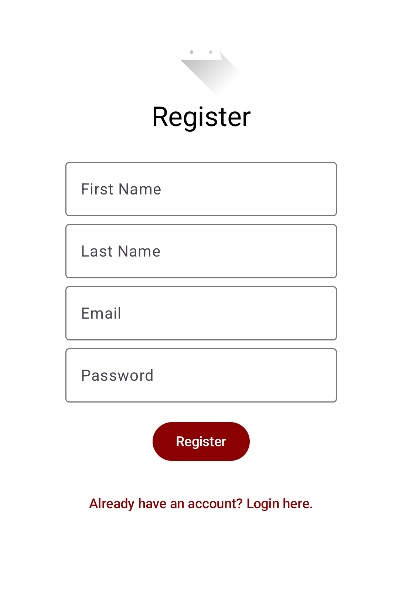 Register
First Name
Last Name
Email
Password
Register
Already have an account? Login here.